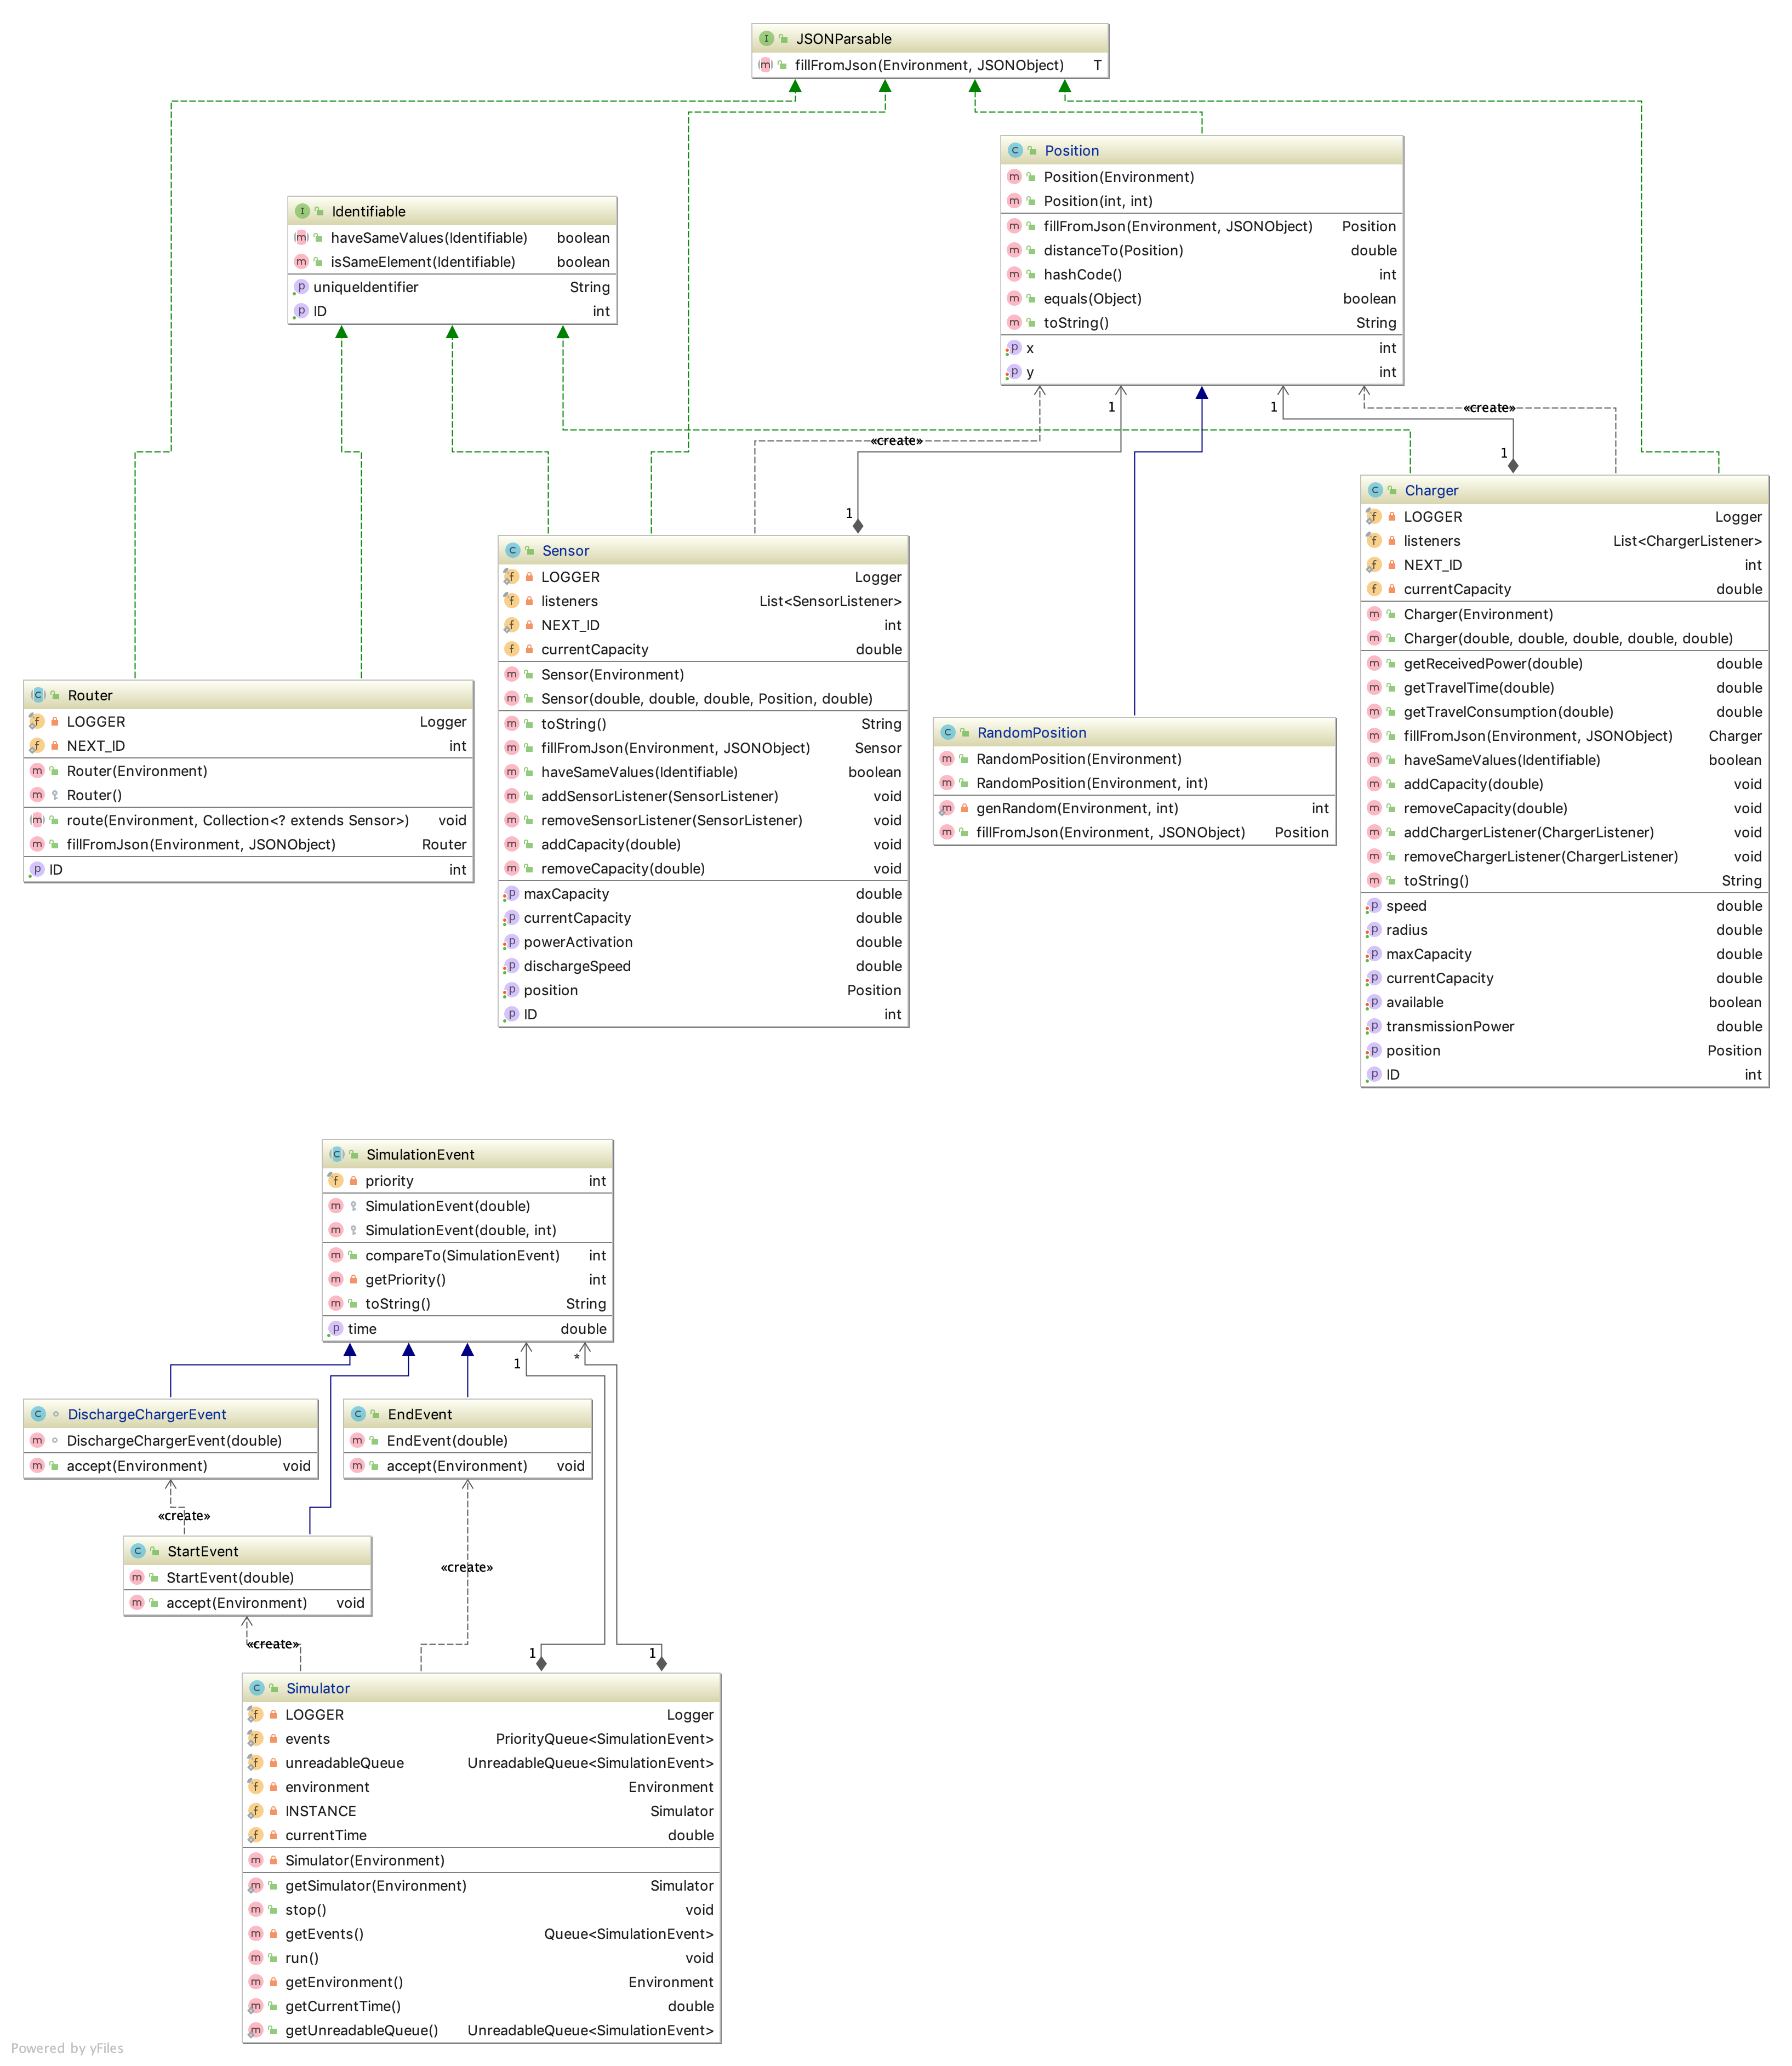 JSONParsable
fillFromJson(Environment, JSONObject) T
Position
Position(Environment)
Position(int, int)
fillFromJson(Environment, JSONObject) Position
distanceTo(Position) double
hashCode() int
equals(Object) boolean
toString() String
x int
y int
Identifiable
haveSameValues(Identifiable) boolean
isSameElement(Identifiable) boolean
uniqueIdentifier String
ID int
1
1
«create»
«create»
1
1
Charger
LOGGER Logger
listeners List<ChargerListener>
NEXT_ID int
currentCapacity double
Charger(Environment)
Charger(double, double, double, double, double)
getReceivedPower(double) double
getTravelTime(double) double
getTravelConsumption(double) double
fillFromJson(Environment, JSONObject) Charger
haveSameValues(Identifiable) boolean
addCapacity(double) void
removeCapacity(double) void
addChargerListener(ChargerListener) void
removeChargerListener(ChargerListener) void
toString() String
speed double
radius double
maxCapacity double
currentCapacity double
available boolean
transmissionPower double
position Position
ID int
Sensor
LOGGER Logger
listeners List<SensorListener>
NEXT_ID int
currentCapacity double
Sensor(Environment)
Sensor(double, double, double, Position, double)
toString() String
fillFromJson(Environment, JSONObject) Sensor
haveSameValues(Identifiable) boolean
addSensorListener(SensorListener) void
removeSensorListener(SensorListener) void
addCapacity(double) void
removeCapacity(double) void
maxCapacity double
currentCapacity double
powerActivation double
dischargeSpeed double
position Position
ID int
Router
LOGGER Logger
NEXT_ID int
Router(Environment)
Router()
route(Environment, Collection<? extends Sensor>) void
fillFromJson(Environment, JSONObject) Router
ID int
RandomPosition
RandomPosition(Environment)
RandomPosition(Environment, int)
genRandom(Environment, int) int
fillFromJson(Environment, JSONObject) Position
SimulationEvent
priority int
SimulationEvent(double)
SimulationEvent(double, int)
compareTo(SimulationEvent) int
getPriority() int
toString() String
time double
1
*
DischargeChargerEvent
DischargeChargerEvent(double)
accept(Environment) void
EndEvent
EndEvent(double)
accept(Environment) void
«create»
StartEvent
StartEvent(double)
accept(Environment) void
«create»
«create»
1
1
Simulator
LOGGER Logger
events PriorityQueue<SimulationEvent>
unreadableQueue UnreadableQueue<SimulationEvent>
environment Environment
INSTANCE Simulator
currentTime double
Simulator(Environment)
getSimulator(Environment) Simulator
stop() void
getEvents() Queue<SimulationEvent>
run() void
getEnvironment() Environment
getCurrentTime() double
getUnreadableQueue() UnreadableQueue<SimulationEvent>
Powered by yFiles